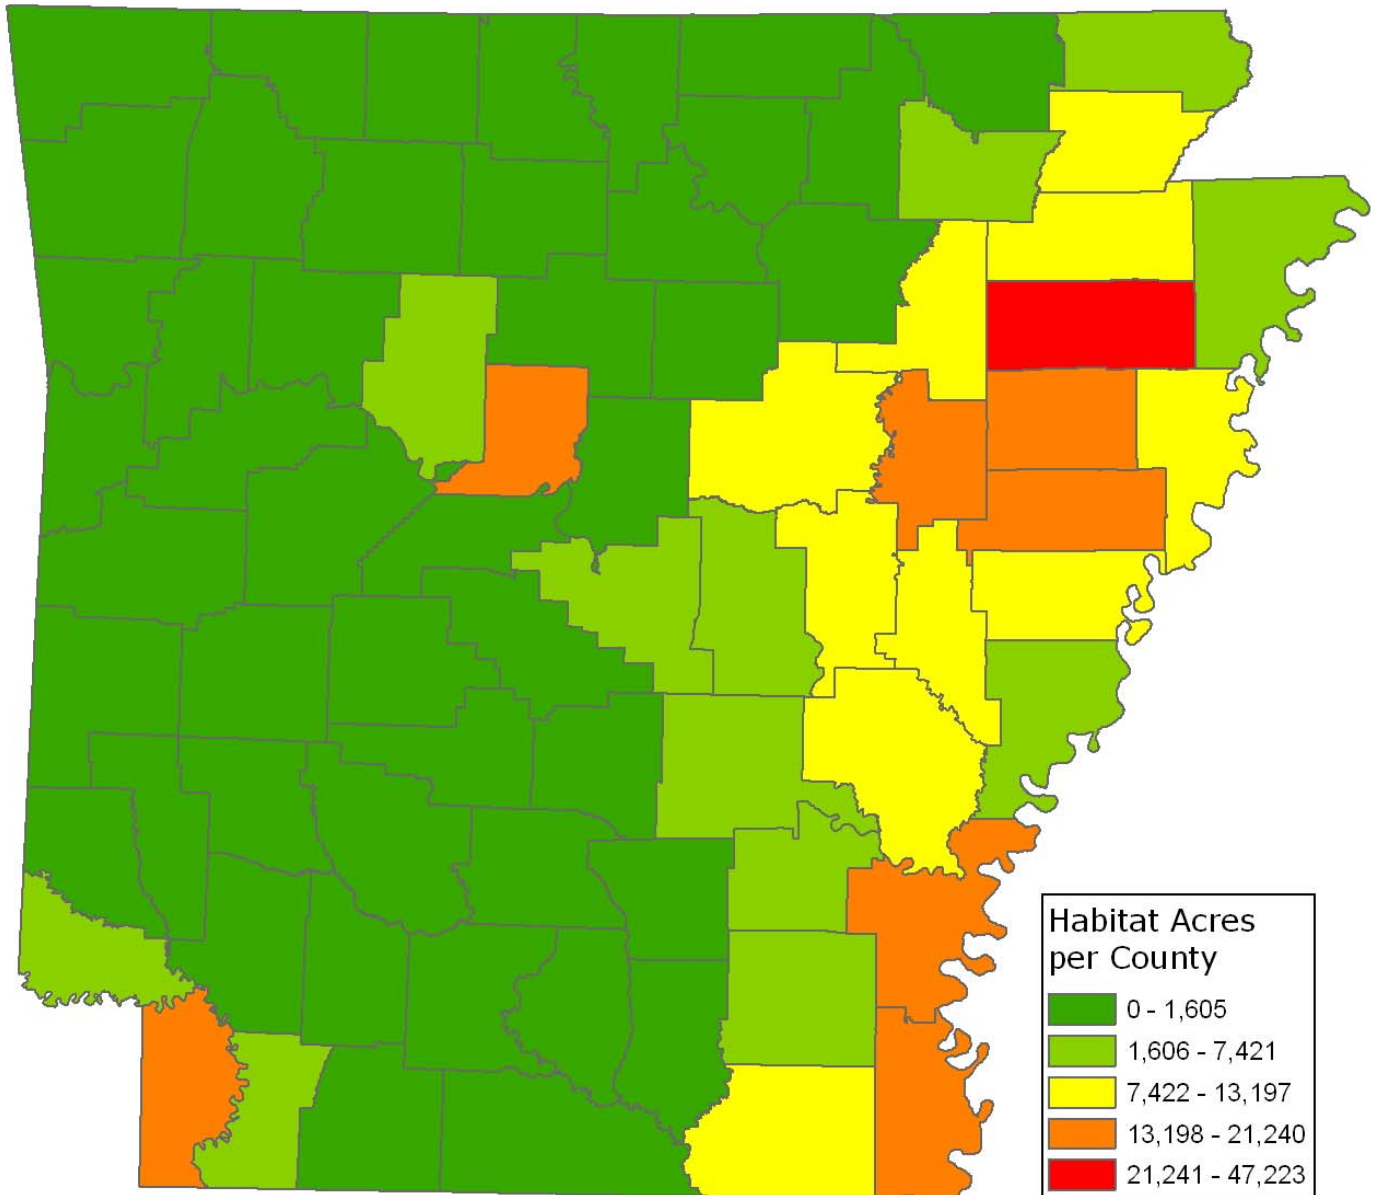 Habitat Acres
per County
0 - 1,605
1,606 - 7,421
7,422 - 13,197
13,198 - 21,240
21,241 - 47,223